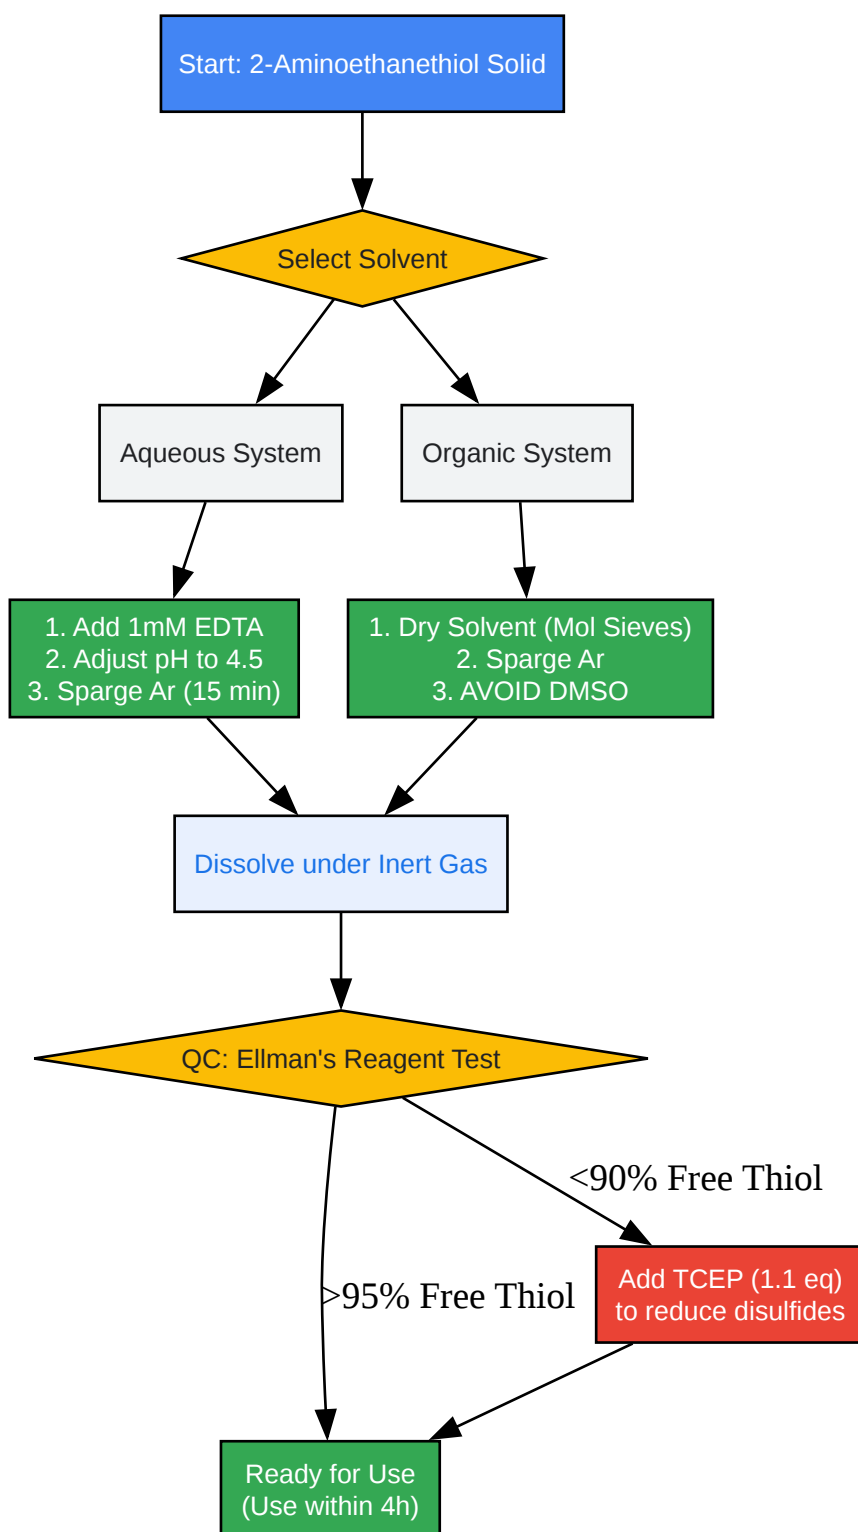 Start: 2-Aminoethanethiol Solid
Select Solvent
Aqueous System
Organic System
1. Add 1mM EDTA
2. Adjust pH to 4.5
3. Sparge Ar (15 min)
1. Dry Solvent (Mol Sieves)
2. Sparge Ar
3. AVOID DMSO
Dissolve under Inert Gas
QC: Ellman's Reagent Test
<90% Free Thiol
>95% Free Thiol
Add TCEP (1.1 eq)
to reduce disulfides
Ready for Use
(Use within 4h)